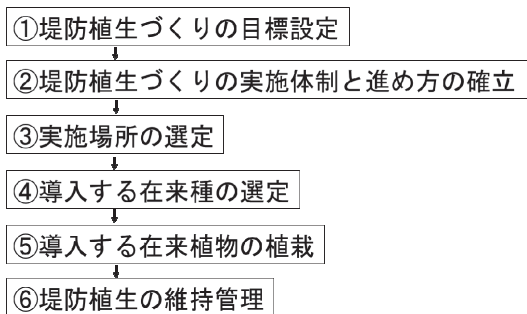 ①堤防植生づくりの目標設定
②堤防植生づくりの実施体制と進め方の確立
③実施場所の選定
④導入する在来種の選定
⑤導入する在来植物の植栽
⑥堤防植生の維持管理